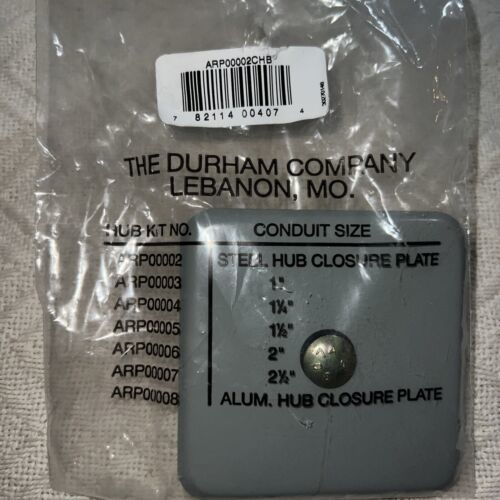 ARP00002CHB
7 82114 00407 4
THE DURHAM COMPANY
LEBANON, MO.
HUB KIT NO. CONDUIT SIZE
ARP00002 STEEL HUB CLOSURE PLATE
ARP00003 1"
ARP00004 1¼"
ARP00005 1½"
ARP00006 2"
ARP00007 2½"
ARP00008 ALUM. HUB CLOSURE PLATE